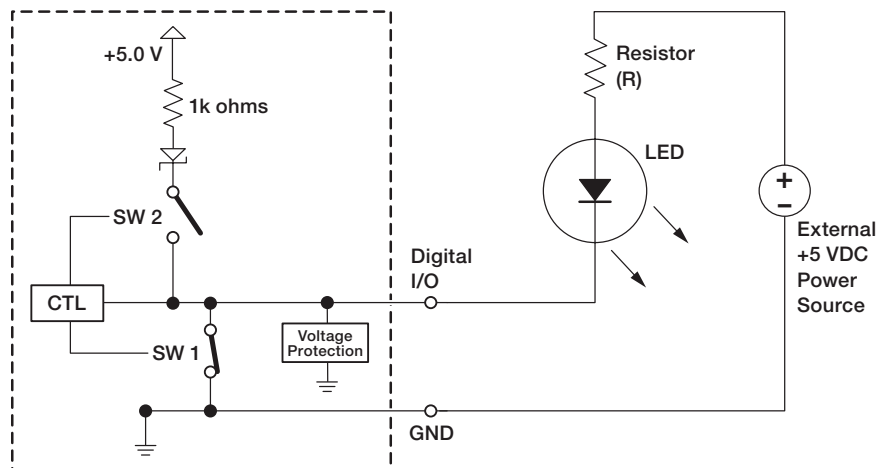 +5.0 V
1k ohms
SW 2
CTL
SW 1
Voltage
Protection
Digital
I/O
GND
Resistor
(R)
LED
+
–
External
+5 VDC
Power
Source